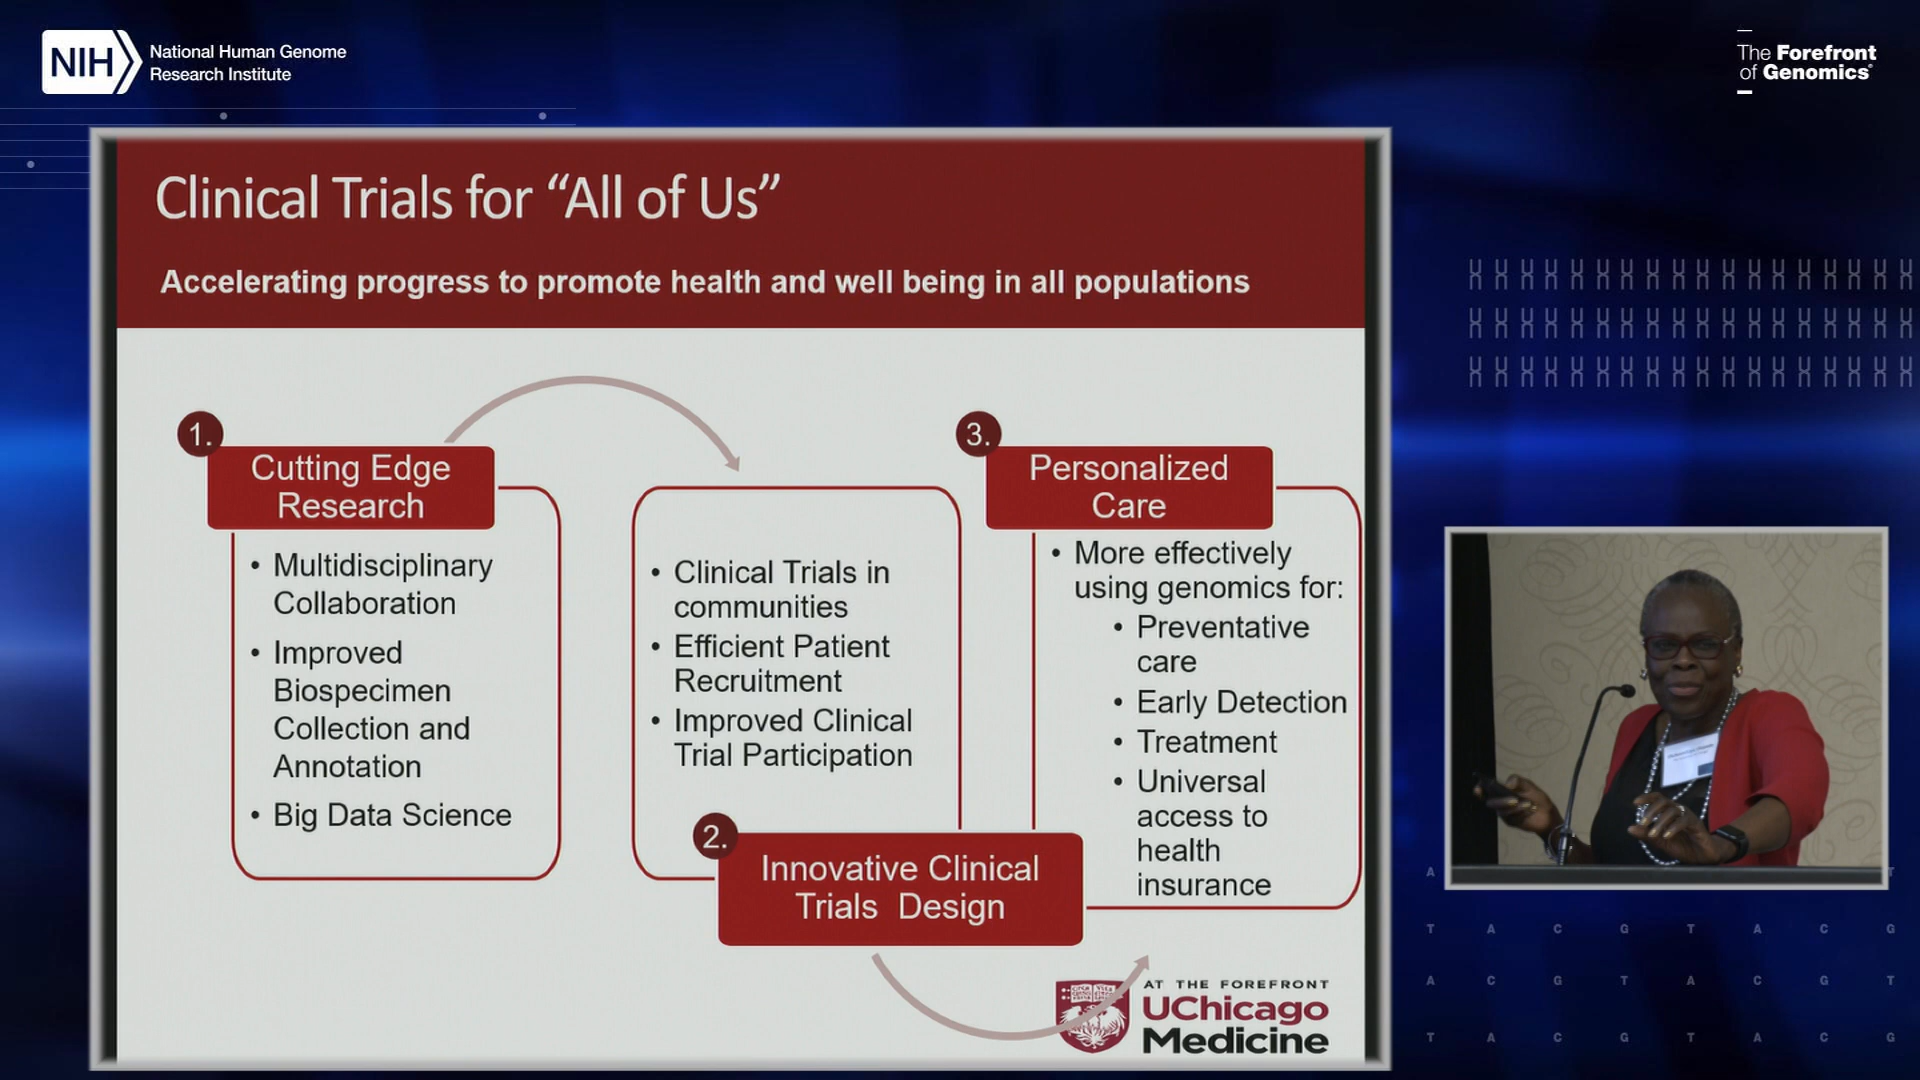 NIH
National Human Genome
Research Institute
The Forefront
of Genomics®
Clinical Trials for “All of Us”
Accelerating progress to promote health and well being in all populations
1.
Cutting Edge
Research
• Multidisciplinary
Collaboration
• Improved
Biospecimen
Collection and
Annotation
• Big Data Science
• Clinical Trials in
communities
• Efficient Patient
Recruitment
• Improved Clinical
Trial Participation
2.
Innovative Clinical
Trials Design
3.
Personalized
Care
• More effectively
using genomics for:
• Preventative
care
• Early Detection
• Treatment
• Universal
access to
health
insurance
AT THE FOREFRONT
UChicago
Medicine
A T
T A C G T A C G
A C G T A C G T
T A C G T A C G